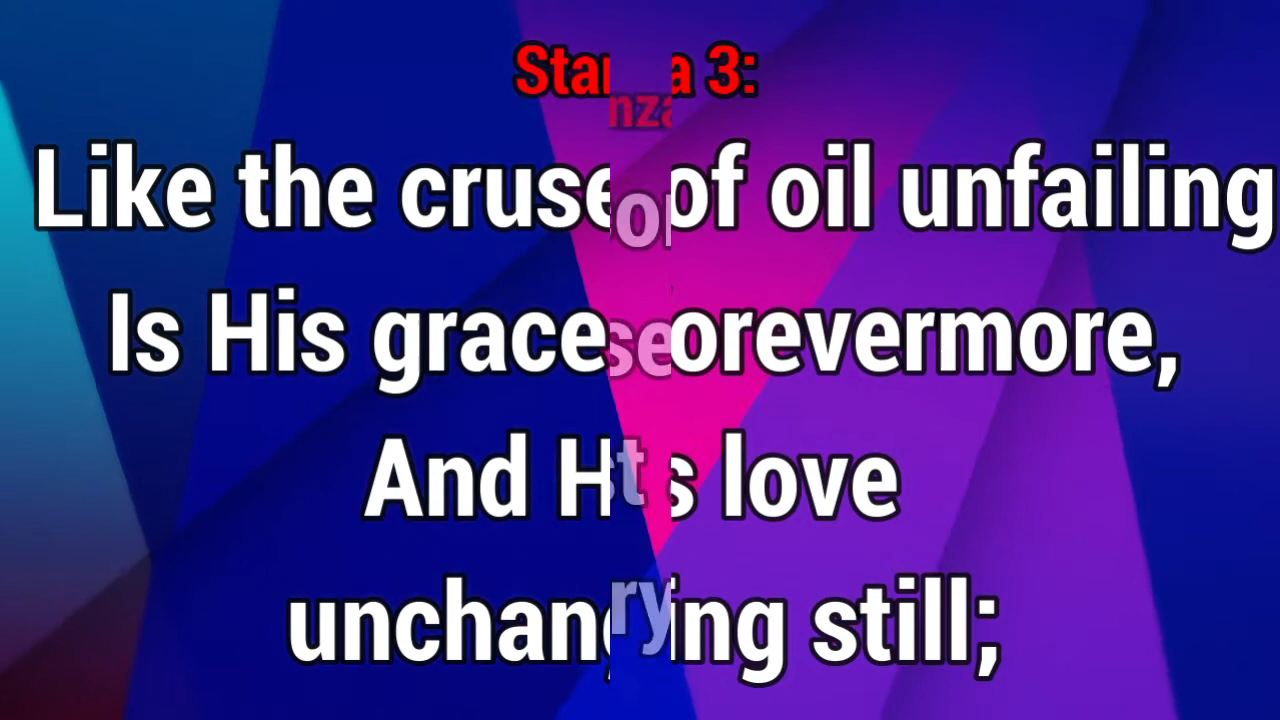 Stanza 3:
Like the cruse of oil unfailing
Is His grace forevermore,
And His love
unchanging still;